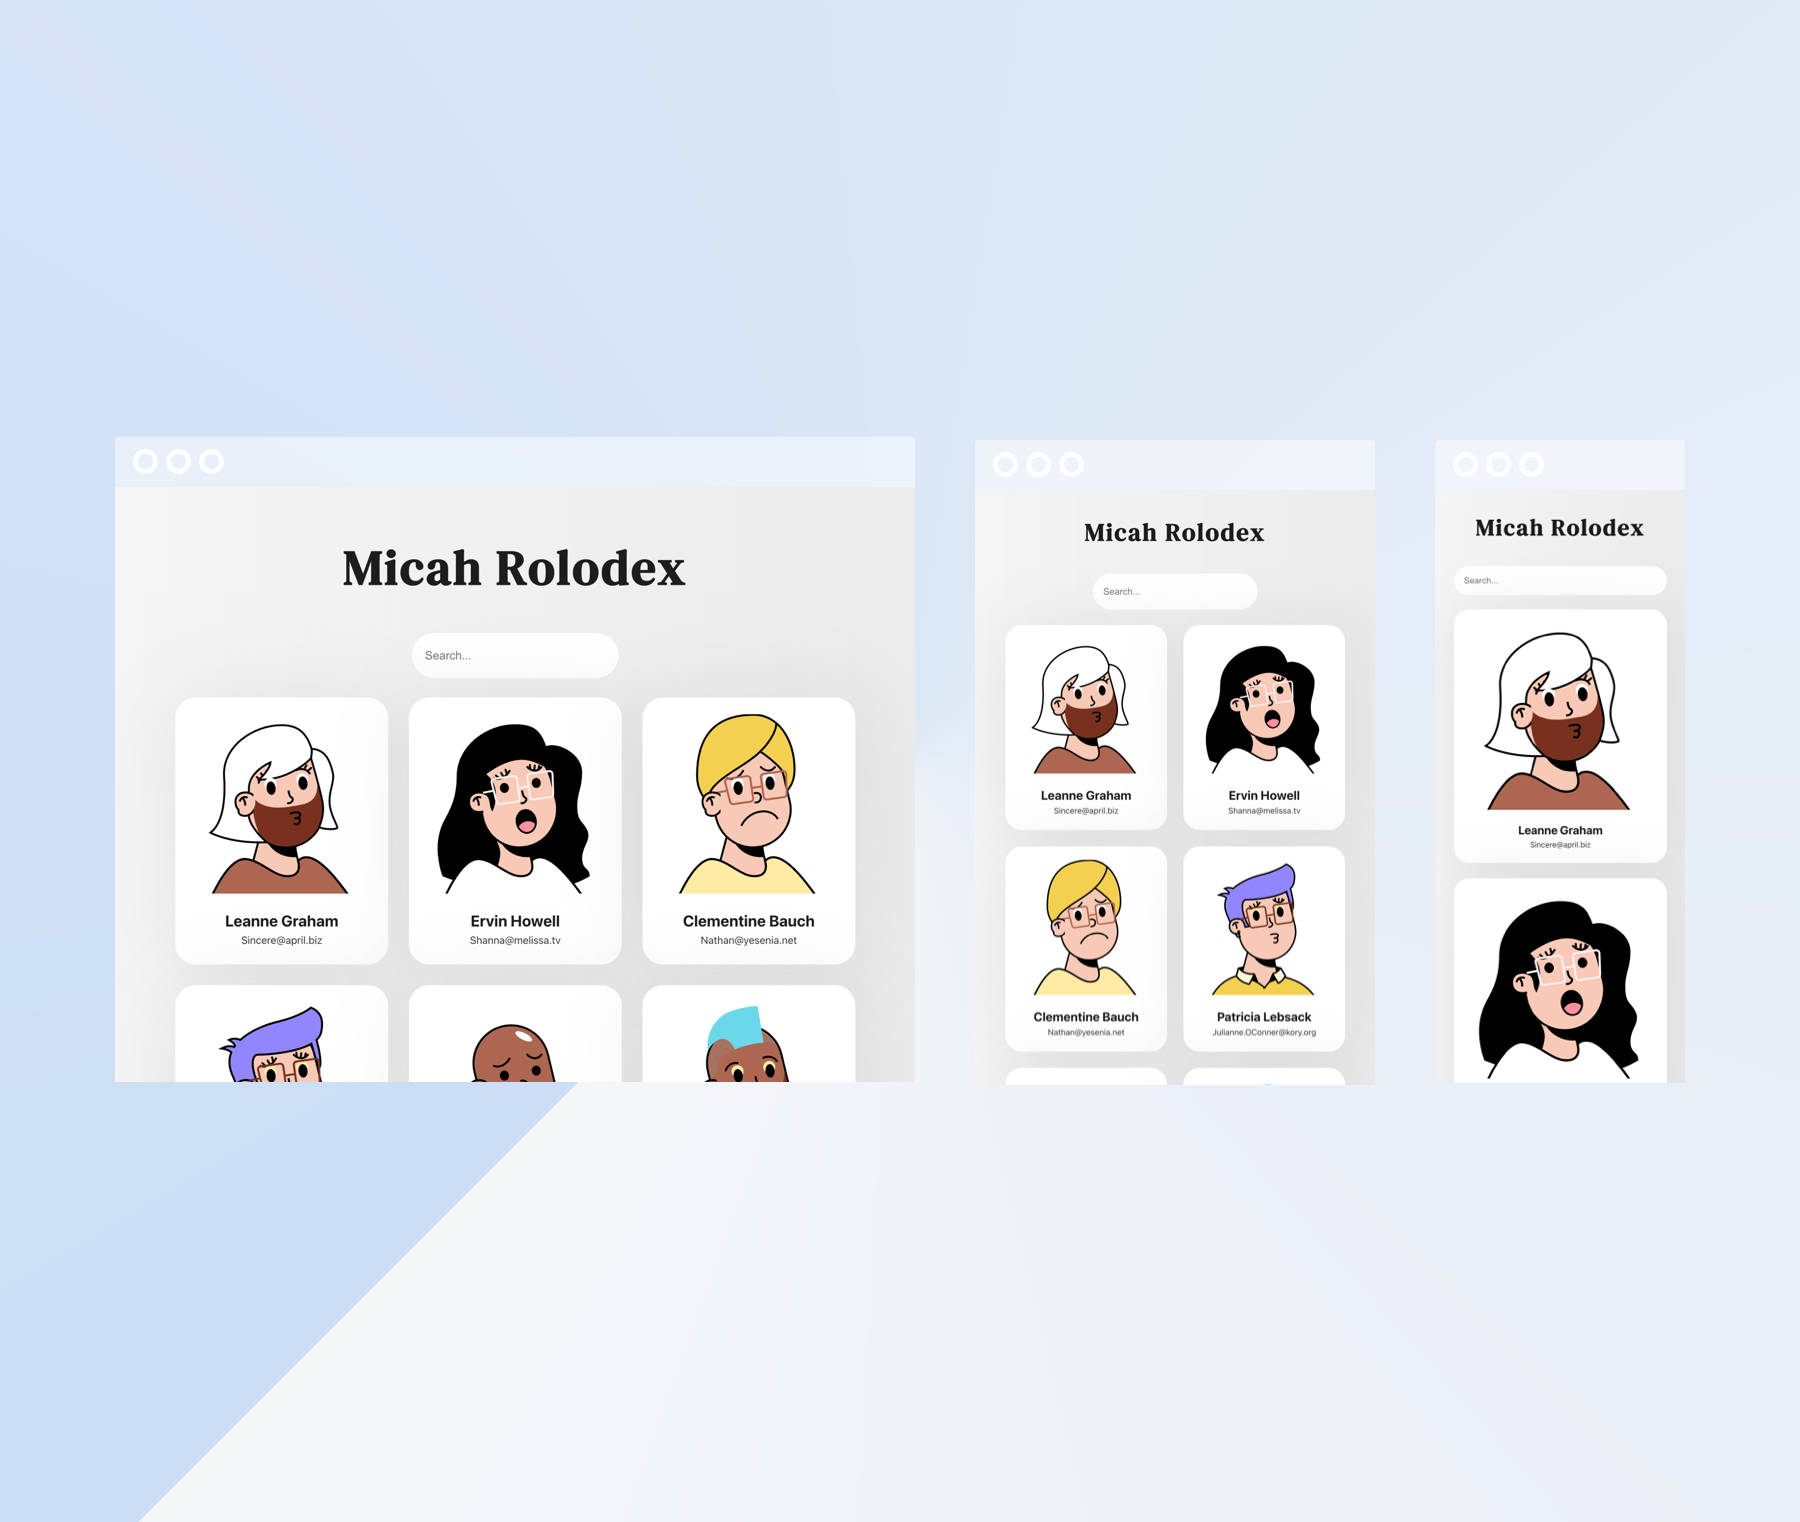 Micah Rolodex
Search...
Leanne Graham
Sincere@april.biz
Ervin Howell
Shanna@melissa.tv
Clementine Bauch
Nathan@yesenia.net
Micah Rolodex
Search...
Leanne Graham
Sincere@april.biz
Ervin Howell
Shanna@melissa.tv
Clementine Bauch
Nathan@yesenia.net
Patricia Lebsack
Julianne.OConner@kory.org
Micah Rolodex
Search...
Leanne Graham
Sincere@april.biz